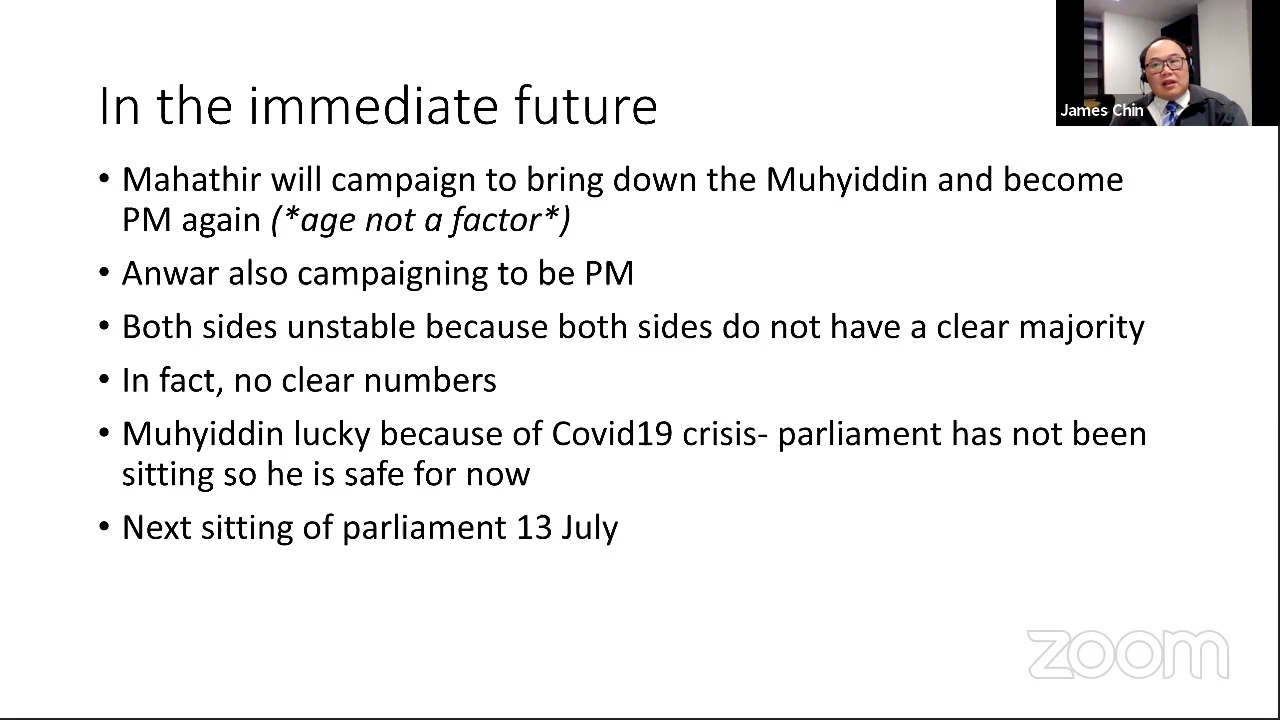 James Chin
In the immediate future
• Mahathir will campaign to bring down the Muhyiddin and become
PM again (*age not a factor*)
• Anwar also campaigning to be PM
• Both sides unstable because both sides do not have a clear majority
• In fact, no clear numbers
• Muhyiddin lucky because of Covid19 crisis- parliament has not been
sitting so he is safe for now
• Next sitting of parliament 13 July
zoom